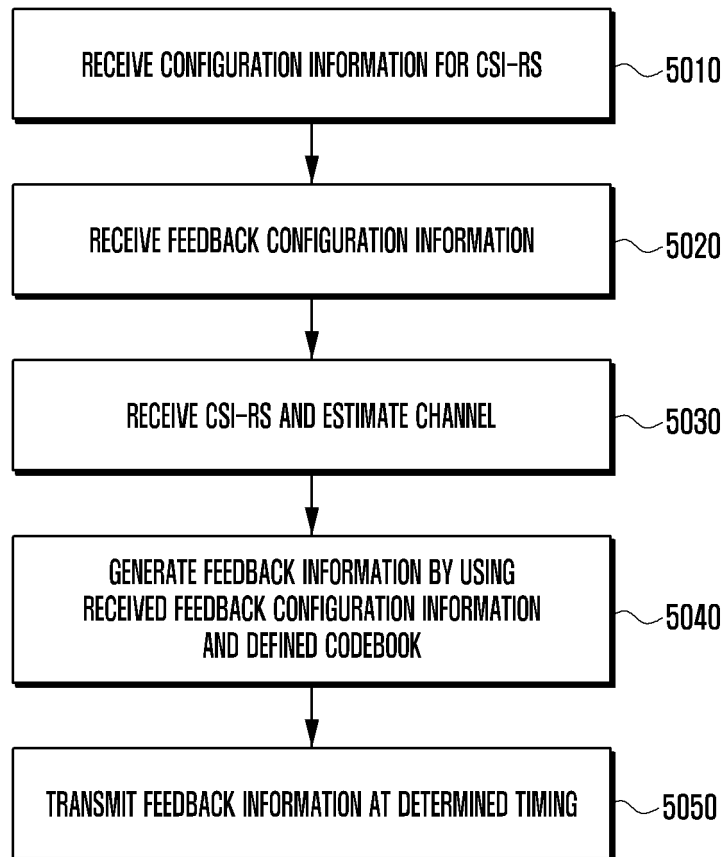 RECEIVE CONFIGURATION INFORMATION FOR CSI-RS
5010
RECEIVE FEEDBACK CONFIGURATION INFORMATION
5020
RECEIVE CSI-RS AND ESTIMATE CHANNEL
5030
GENERATE FEEDBACK INFORMATION BY USING
RECEIVED FEEDBACK CONFIGURATION INFORMATION
AND DEFINED CODEBOOK
5040
TRANSMIT FEEDBACK INFORMATION AT DETERMINED TIMING
5050